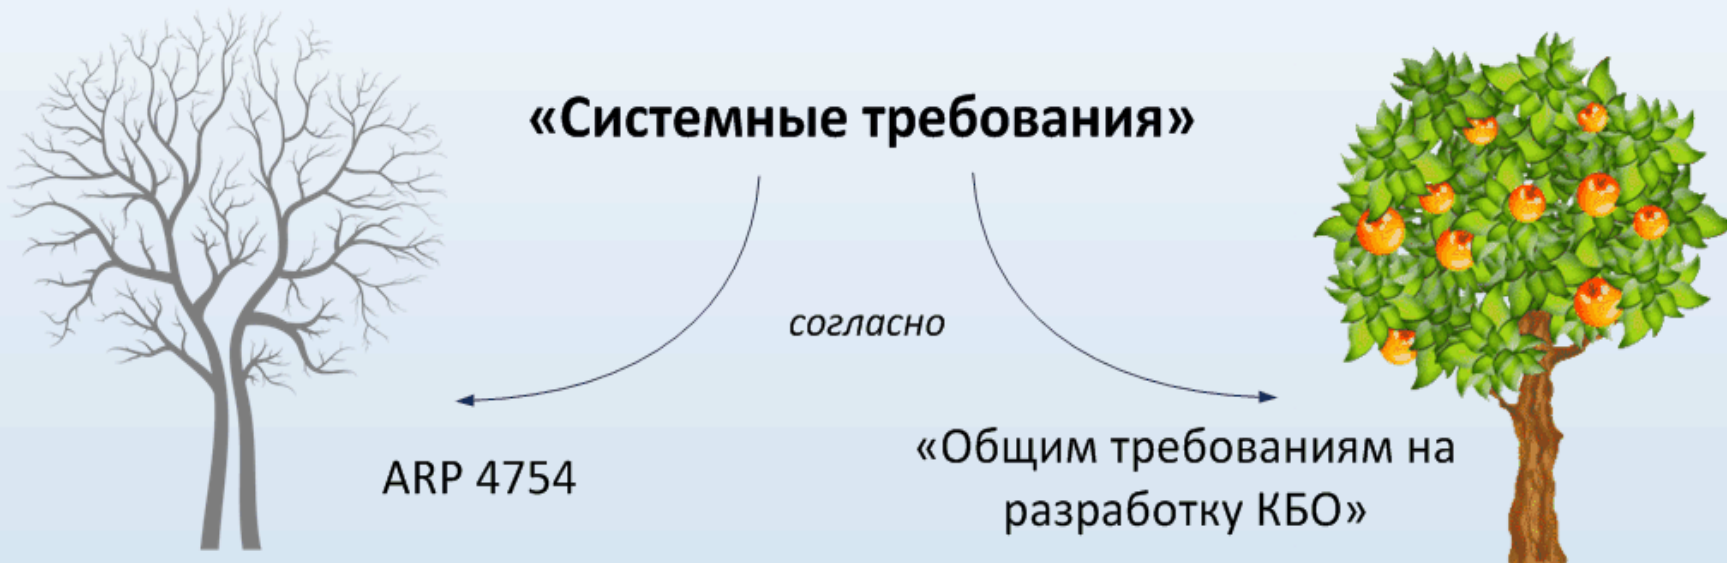 «Системные требования»
согласно
ARP 4754
«Общим требованиям на
разработку КБО»